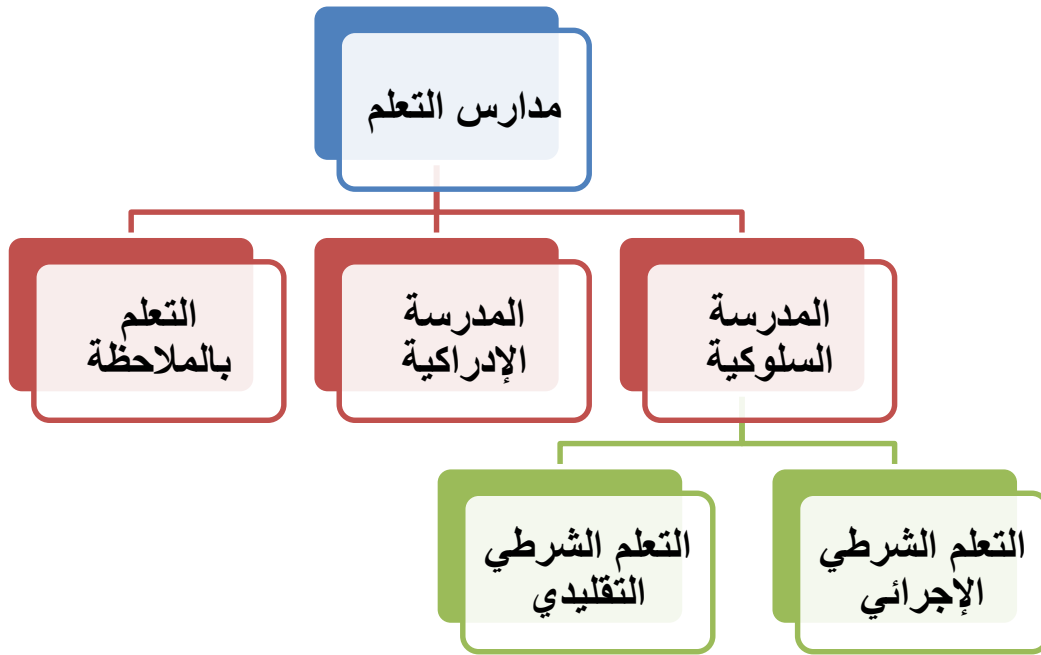 مدارس التعلم
المدرسة
السلوكية
المدرسة
الإدراكية
التعلم
بالملاحظة
التعلم الشرطي
الإجرائي
التعلم الشرطي
التقليدي